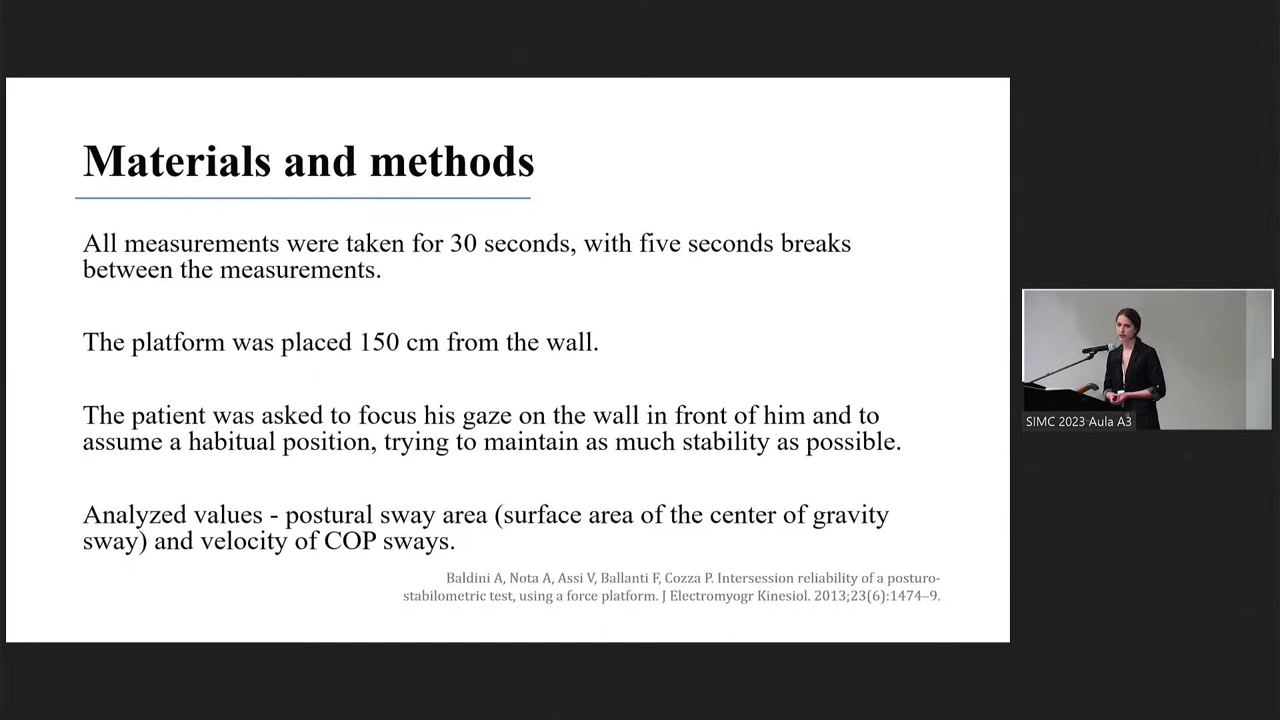 Materials and methods
All measurements were taken for 30 seconds, with five seconds breaks
between the measurements.
The platform was placed 150 cm from the wall.
The patient was asked to focus his gaze on the wall in front of him and to
assume a habitual position, trying to maintain as much stability as possible.
Analyzed values - postural sway area (surface area of the center of gravity
sway) and velocity of COP sways.
Baldini A, Nota A, Assi V, Ballanti F, Cozza P. Intersession reliability of a posturo-
stabilometric test, using a force platform. J Electromyogr Kinesiol. 2013;23(6):1474–9.
SIMC 2023 Aula A3